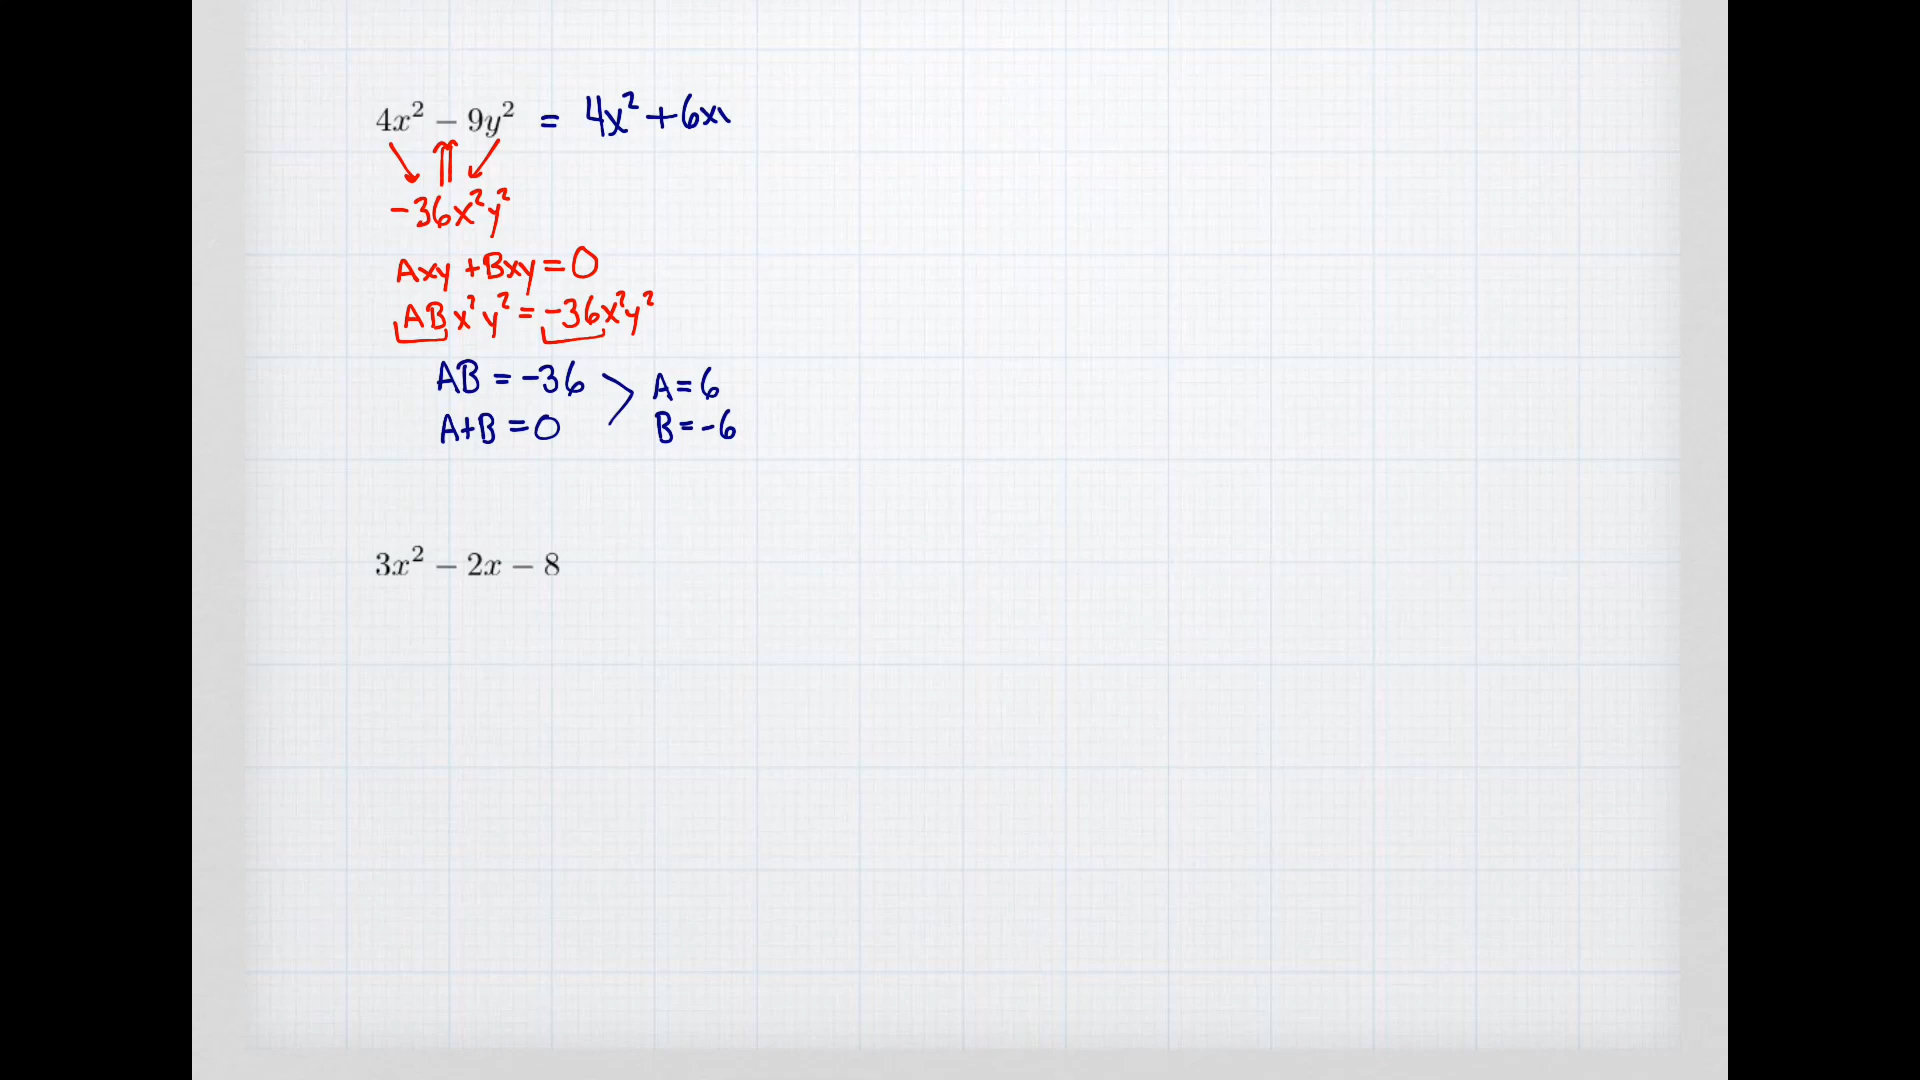 4x² − 9y² = 4x² + 6x
-36x²y²
Axy + Bxy = 0
ABx²y² = -36x²y²
AB = -36 > A = 6
A+B = 0 B = -6
3x² − 2x − 8